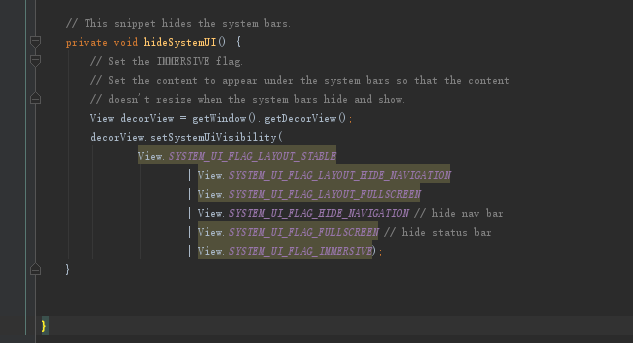 // This snippet hides the system bars.
private void hideSystemUI() {
// Set the IMMERSIVE flag.
// Set the content to appear under the system bars so that the content
// doesn't resize when the system bars hide and show.
View decorView = getWindow().getDecorView();
decorView.setSystemUiVisibility(
View.SYSTEM_UI_FLAG_LAYOUT_STABLE
| View.SYSTEM_UI_FLAG_LAYOUT_HIDE_NAVIGATION
| View.SYSTEM_UI_FLAG_LAYOUT_FULLSCREEN
| View.SYSTEM_UI_FLAG_HIDE_NAVIGATION // hide nav bar
| View.SYSTEM_UI_FLAG_FULLSCREEN // hide status bar
| View.SYSTEM_UI_FLAG_IMMERSIVE);
}
}